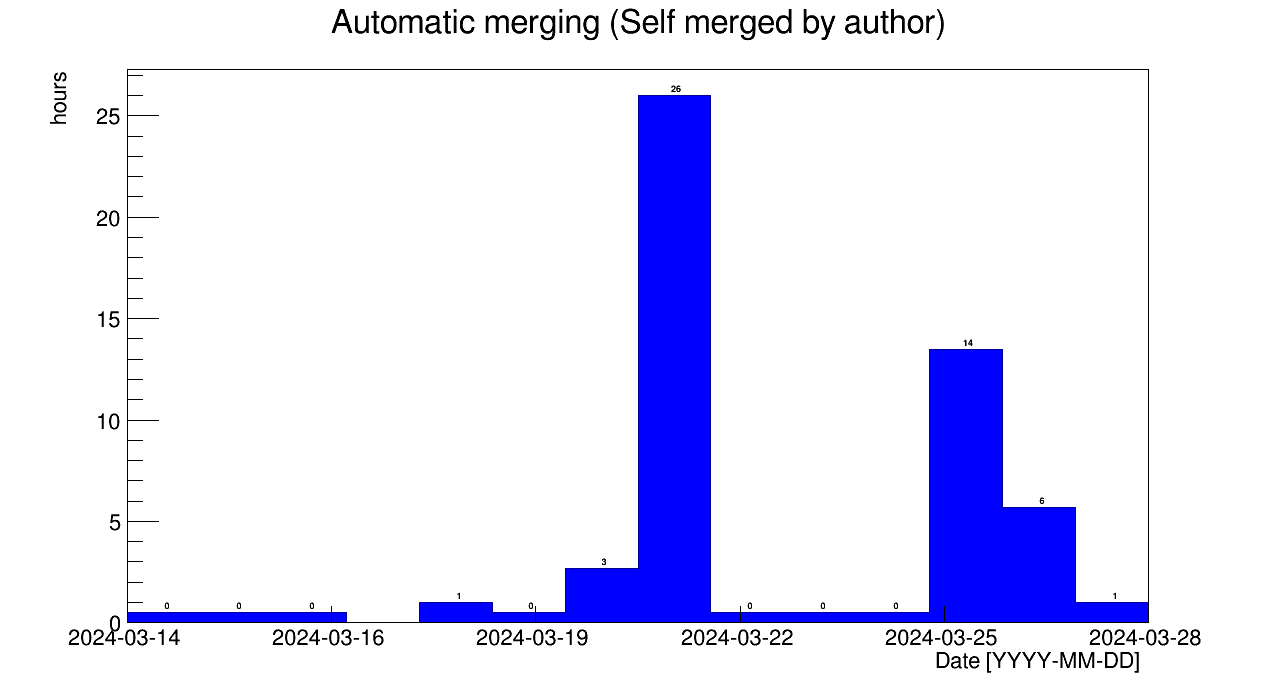 Automatic merging (Self merged by author)
hours
25
20
15
10
5
0
26
14
6
3
1
1
0 0 0 0 0 0 0
2024-03-14 2024-03-16 2024-03-19 2024-03-22 2024-03-25 2024-03-28
Date [YYYY-MM-DD]